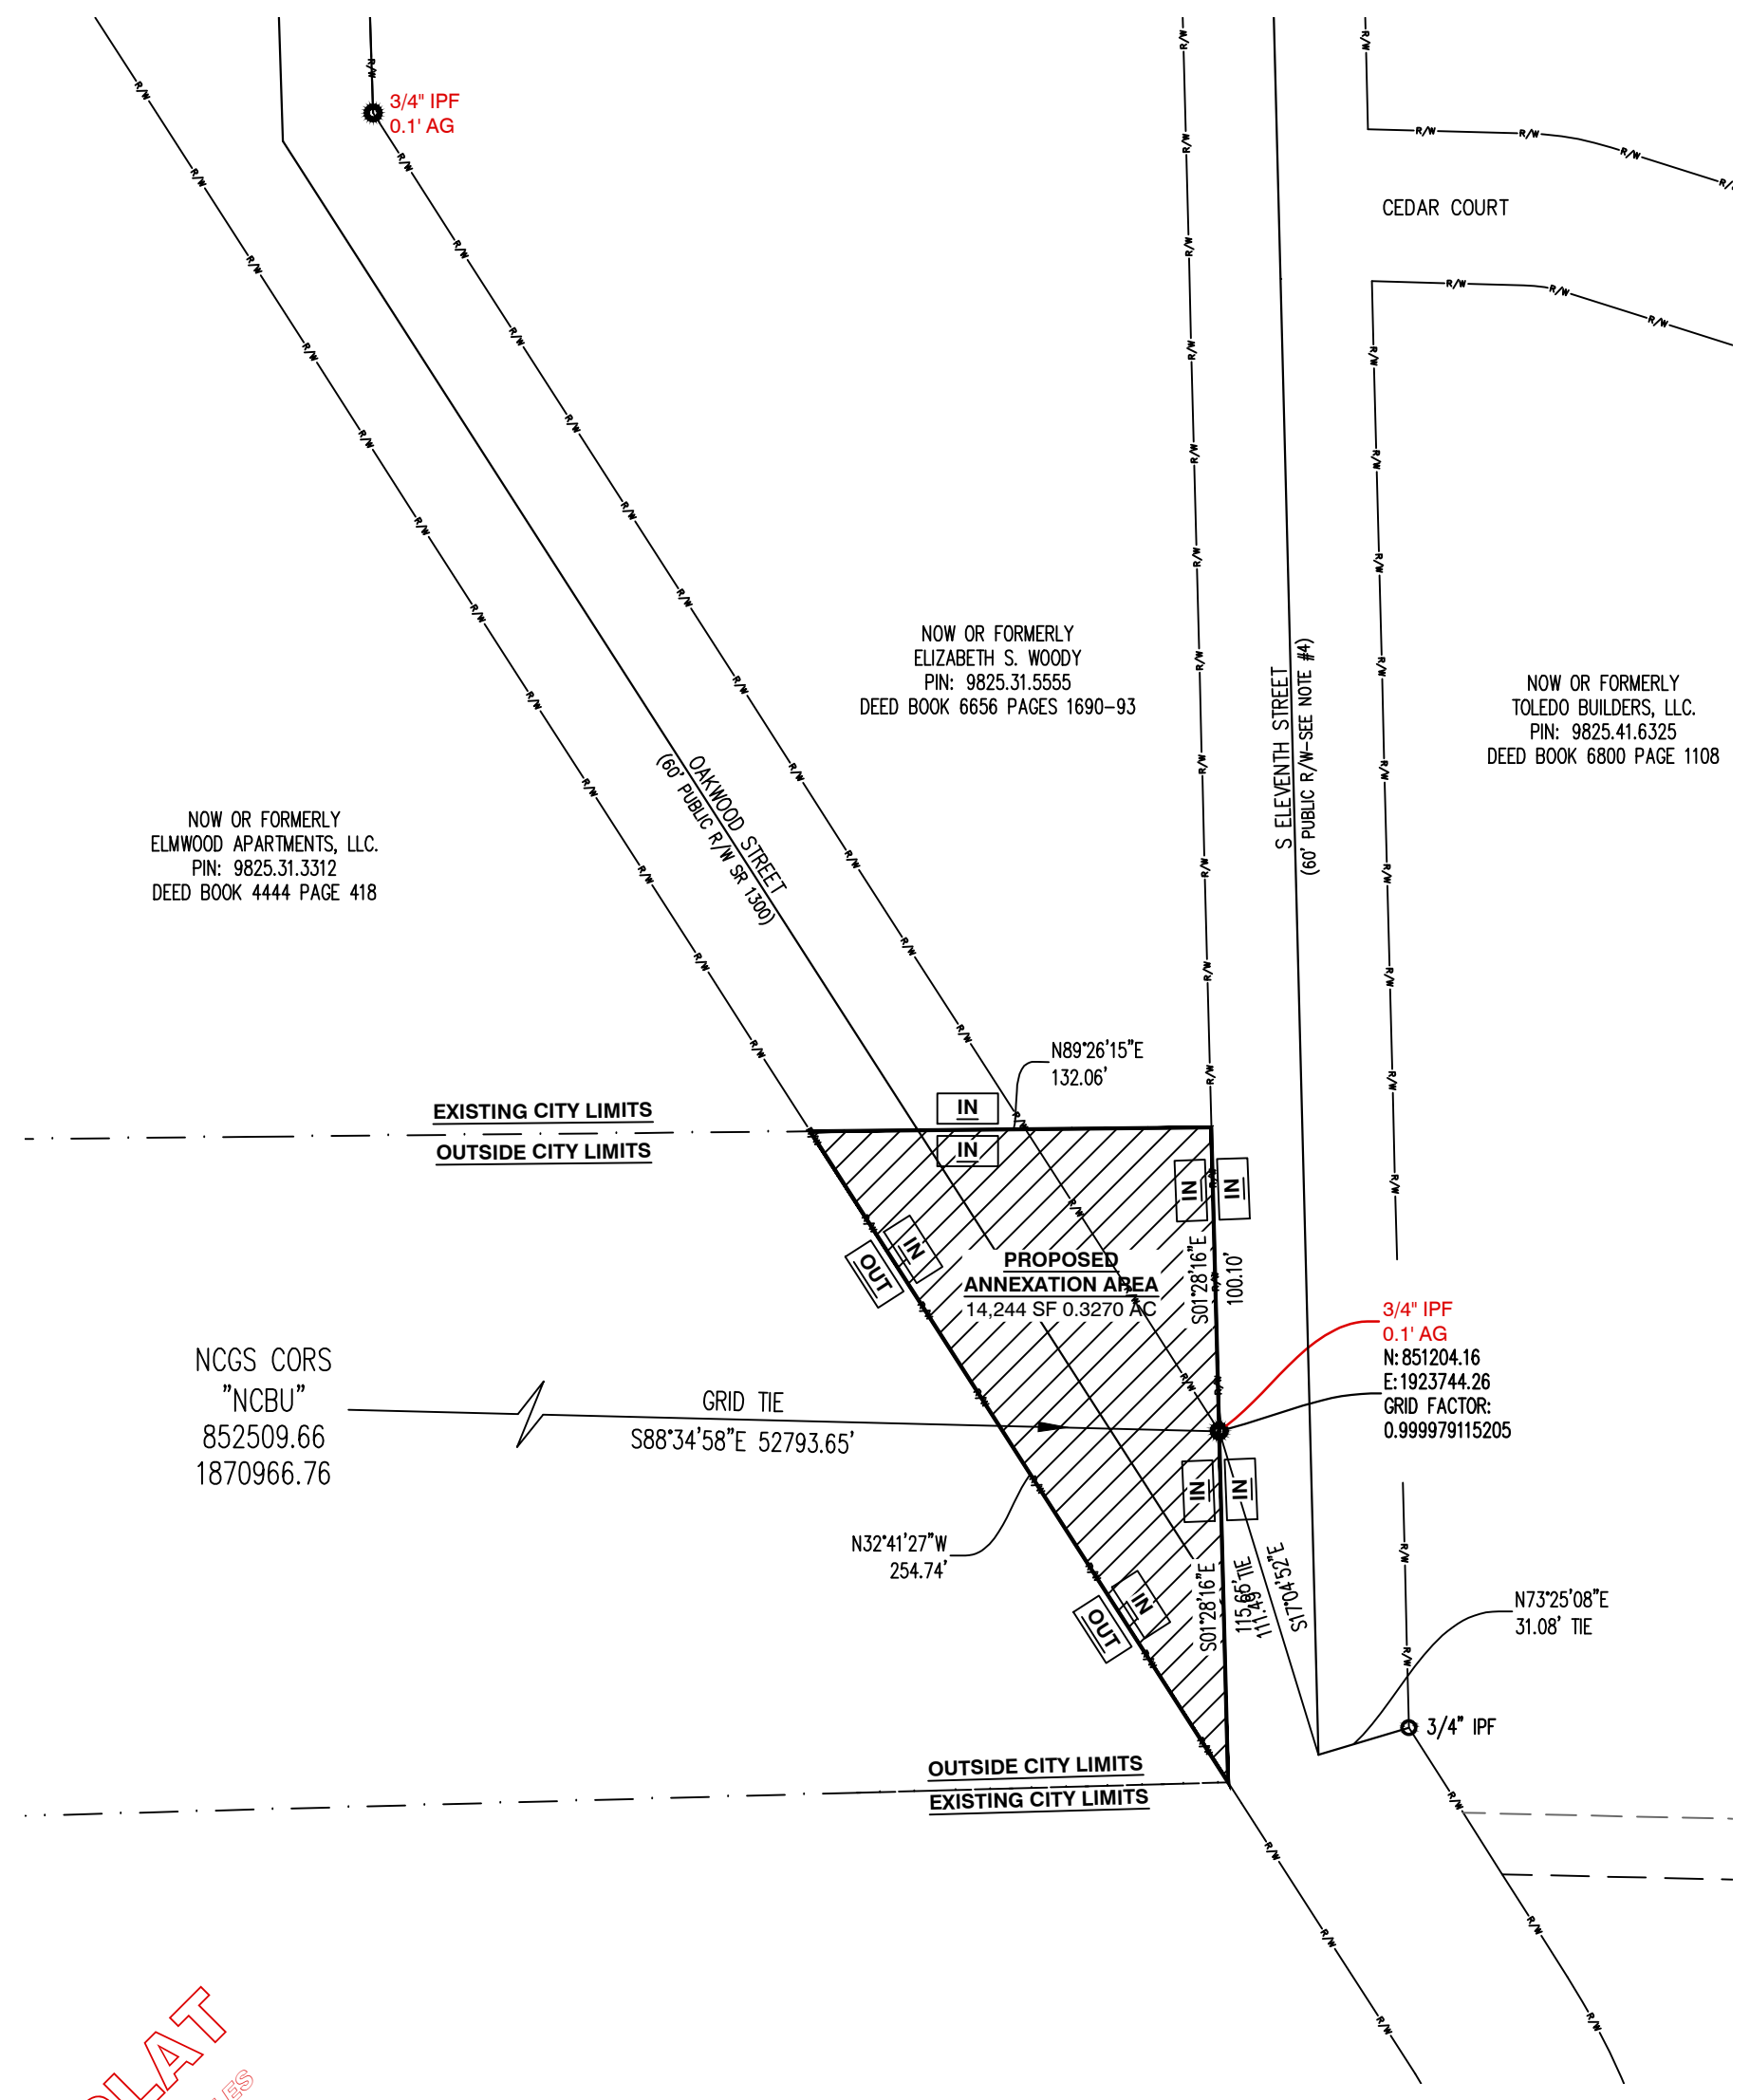 3/4" IPF
0.1' AG
CEDAR COURT
NOW OR FORMERLY
ELIZABETH S. WOODY
PIN: 9825.31.5555
DEED BOOK 6656 PAGES 1690-93
NOW OR FORMERLY
TOLEDO BUILDERS, LLC.
PIN: 9825.41.6325
DEED BOOK 6800 PAGE 1108
S ELEVENTH STREET
(60' PUBLIC R/W-SEE NOTE #4)
OAKWOOD STREET
(60' PUBLIC R/W SR 1300)
NOW OR FORMERLY
ELMWOOD APARTMENTS, LLC.
PIN: 9825.31.3312
DEED BOOK 4444 PAGE 418
N89°26'15"E
132.06'
EXISTING CITY LIMITS
OUTSIDE CITY LIMITS
IN
IN
IN
IN
IN
OUT
PROPOSED
ANNEXATION AREA
14,244 SF 0.3270 AC
S01°28'16"E
100.10'
3/4" IPF
0.1' AG
N: 851204.16
E: 1923744.26
GRID FACTOR:
0.999979115205
NCGS CORS
"NCBU"
852509.66
1870966.76
GRID TIE
S88°34'58"E 52793.65'
IN
IN
N32°41'27"W
254.74'
S01°28'16"E
115.65'
111.49' TIE
S17°04'52"E
IN
OUT
N73°25'08"E
31.08' TIE
3/4" IPF
OUTSIDE CITY LIMITS
EXISTING CITY LIMITS
R/W
PLAT